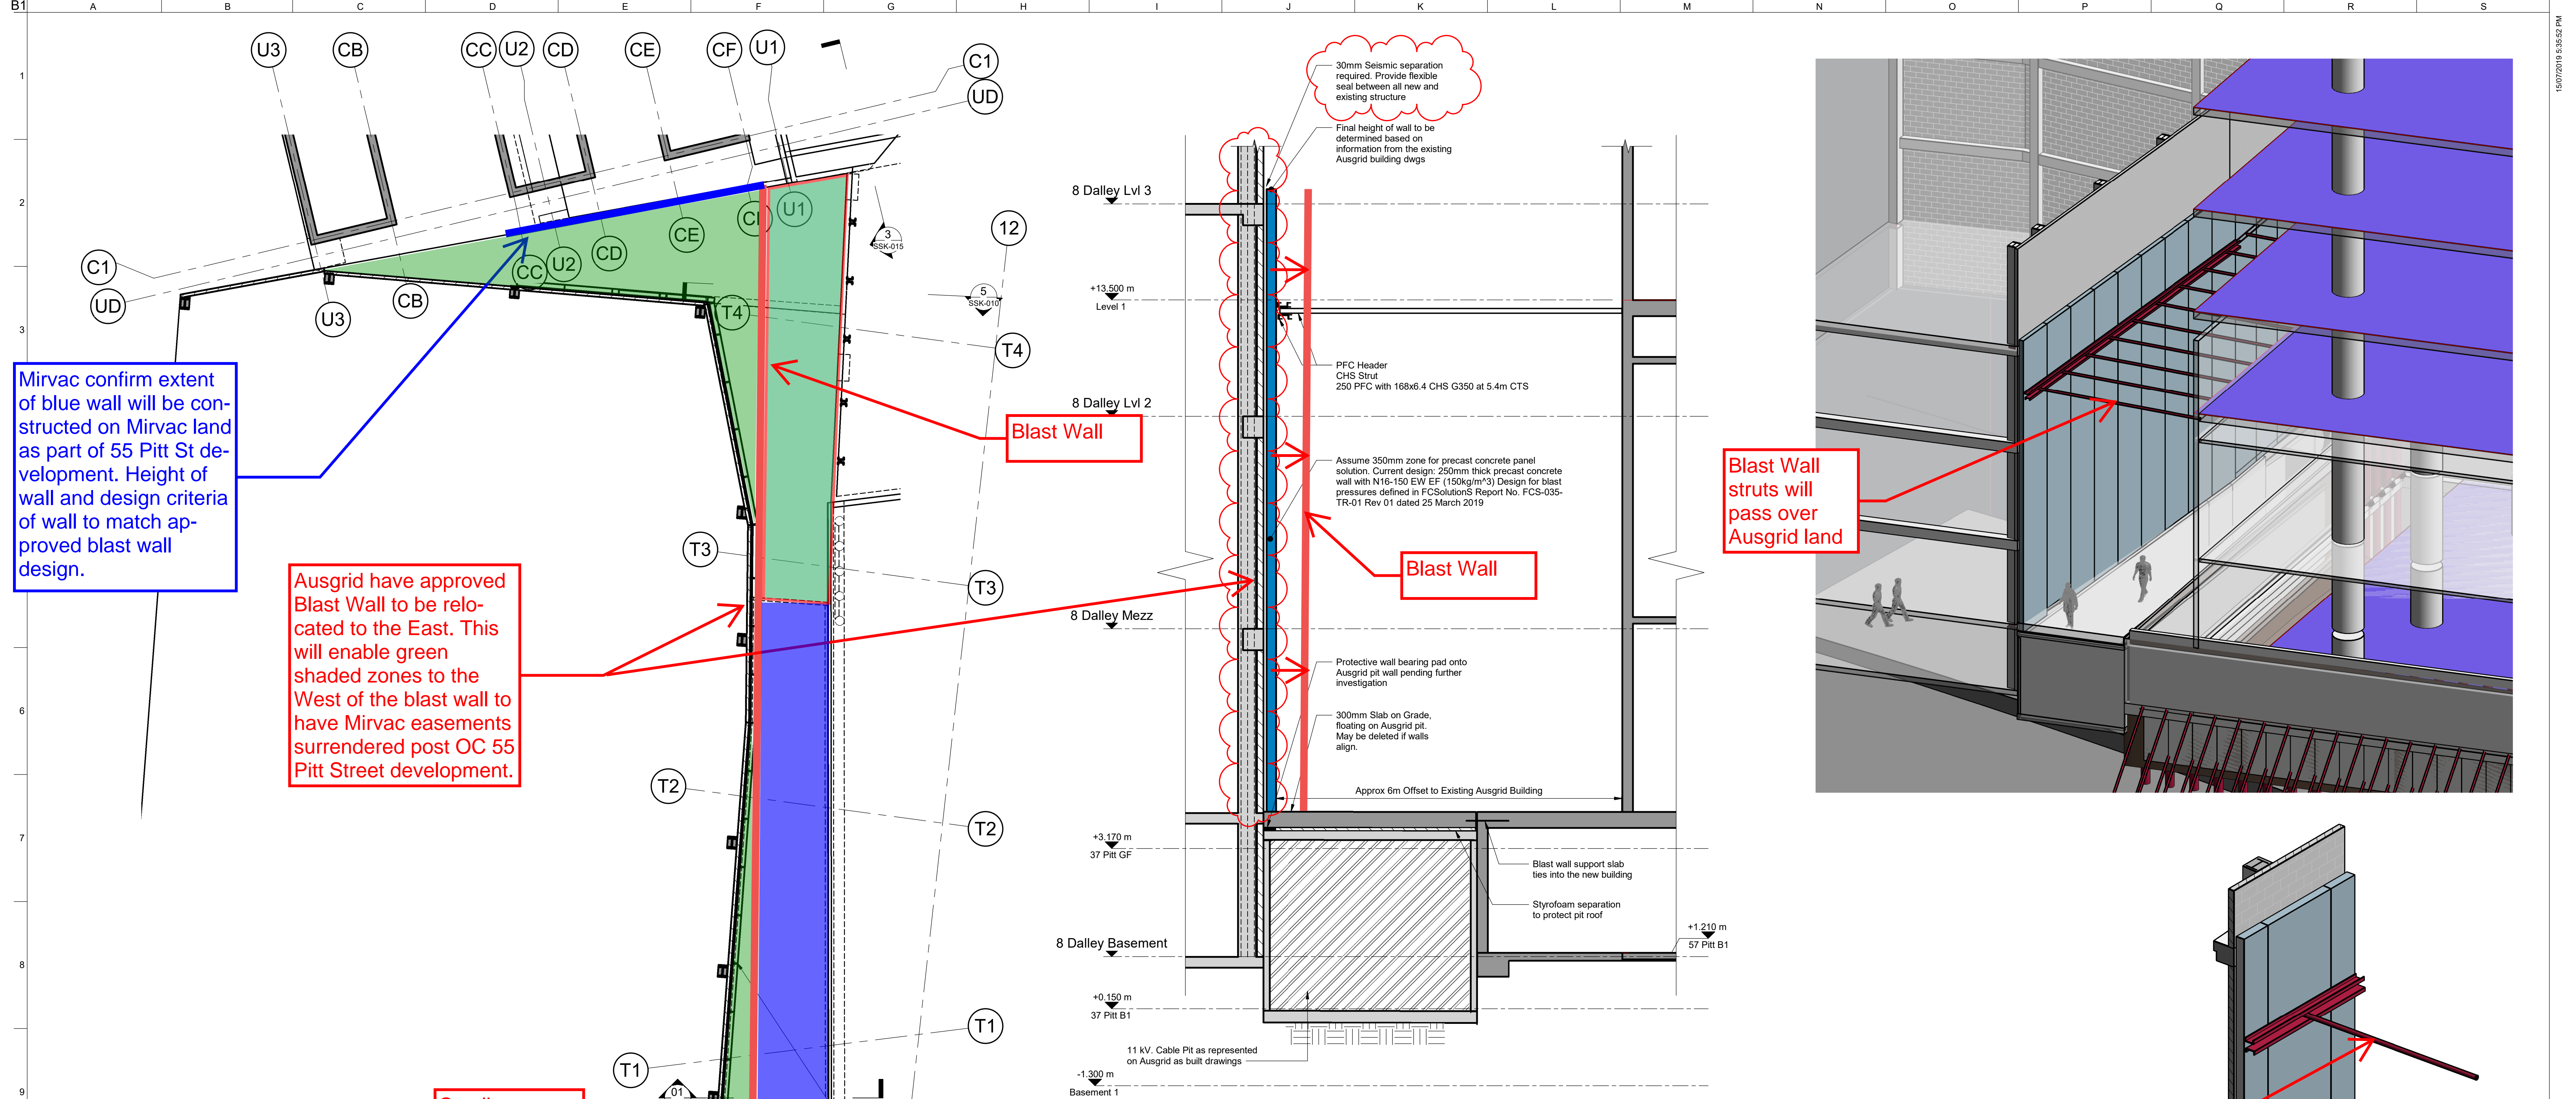 B1
A B C D E F G H I J K L M N O P Q R S
15/07/2019 5:35:52 PM
1
2
3
6
7
8
9
U3
CB
CC
U2
CD
CE
CF
U1
C1
UD
U1
CE
CD
U2
CC
CB
U3
C1
UD
3
SSK-015
12
5
SSK-010
T4
T4
T3
T3
T2
T2
T1
T1
01
Mirvac confirm extent
of blue wall will be con-
structed on Mirvac land
as part of 55 Pitt St de-
velopment. Height of
wall and design criteria
of wall to match ap-
proved blast wall
design.
Ausgrid have approved
Blast Wall to be relo-
cated to the East. This
will enable green
shaded zones to the
West of the blast wall to
have Mirvac easements
surrendered post OC 55
Pitt Street development.
Blast Wall
30mm Seismic separation
required. Provide flexible
seal between all new and
existing structure
Final height of wall to be
determined based on
information from the existing
Ausgrid building dwgs
8 Dalley Lvl 3
+13.500 m
Level 1
PFC Header
CHS Strut
250 PFC with 168x6.4 CHS G350 at 5.4m CTS
8 Dalley Lvl 2
Assume 350mm zone for precast concrete panel
solution. Current design: 250mm thick precast concrete
wall with N16-150 EW EF (150kg/m^3) Design for blast
pressures defined in FCSolutionS Report No. FCS-035-
TR-01 Rev 01 dated 25 March 2019
Blast Wall
8 Dalley Mezz
Protective wall bearing pad onto
Ausgrid pit wall pending further
investigation
300mm Slab on Grade,
floating on Ausgrid pit.
May be deleted if walls
align.
Approx 6m Offset to Existing Ausgrid Building
+3.170 m
37 Pitt GF
Blast wall support slab
ties into the new building
Styrofoam separation
to protect pit roof
+1.210 m
57 Pitt B1
8 Dalley Basement
+0.150 m
37 Pitt B1
11 kV. Cable Pit as represented
on Ausgrid as built drawings
-1.300 m
Basement 1
Blast Wall
struts will
pass over
Ausgrid land